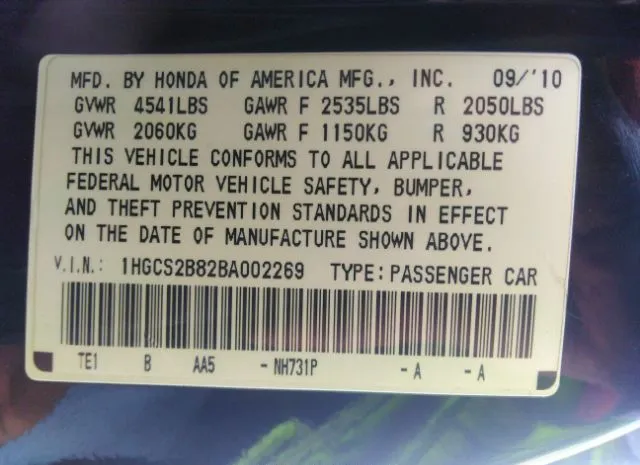 MFD. BY HONDA OF AMERICA MFG., INC. 09/'10
GVWR 4541LBS GAWR F 2535LBS R 2050LBS
GVWR 2060KG GAWR F 1150KG R 930KG
THIS VEHICLE CONFORMS TO ALL APPLICABLE
FEDERAL MOTOR VEHICLE SAFETY, BUMPER,
AND THEFT PREVENTION STANDARDS IN EFFECT
ON THE DATE OF MANUFACTURE SHOWN ABOVE.
V.I.N.: 1HGCS2B82BA002269 TYPE:PASSENGER CAR
TE1 B AA5 -NH731P -A -A